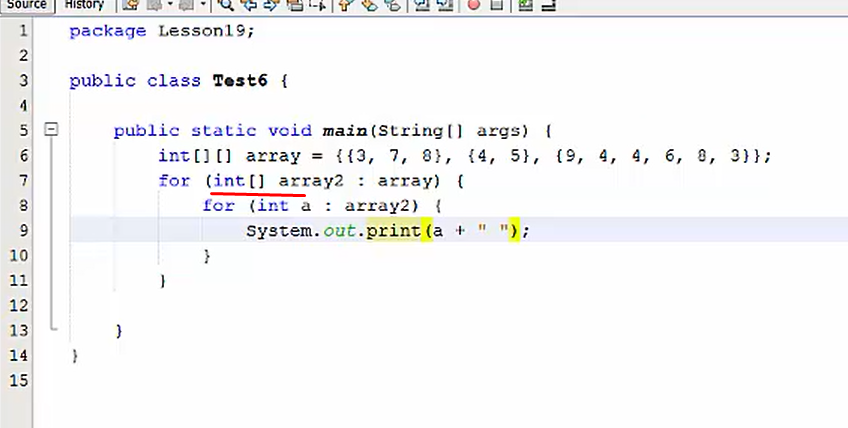 Source History
1 package Lesson19;
2
3 public class Test6 {
4
5 public static void main(String[] args) {
6 int[][] array = {{3, 7, 8}, {4, 5}, {9, 4, 4, 6, 8, 3}};
7 for (int[] array2 : array) {
8 for (int a : array2) {
9 System.out.print(a + " ");
10 }
11 }
12
13 }
14 }
15